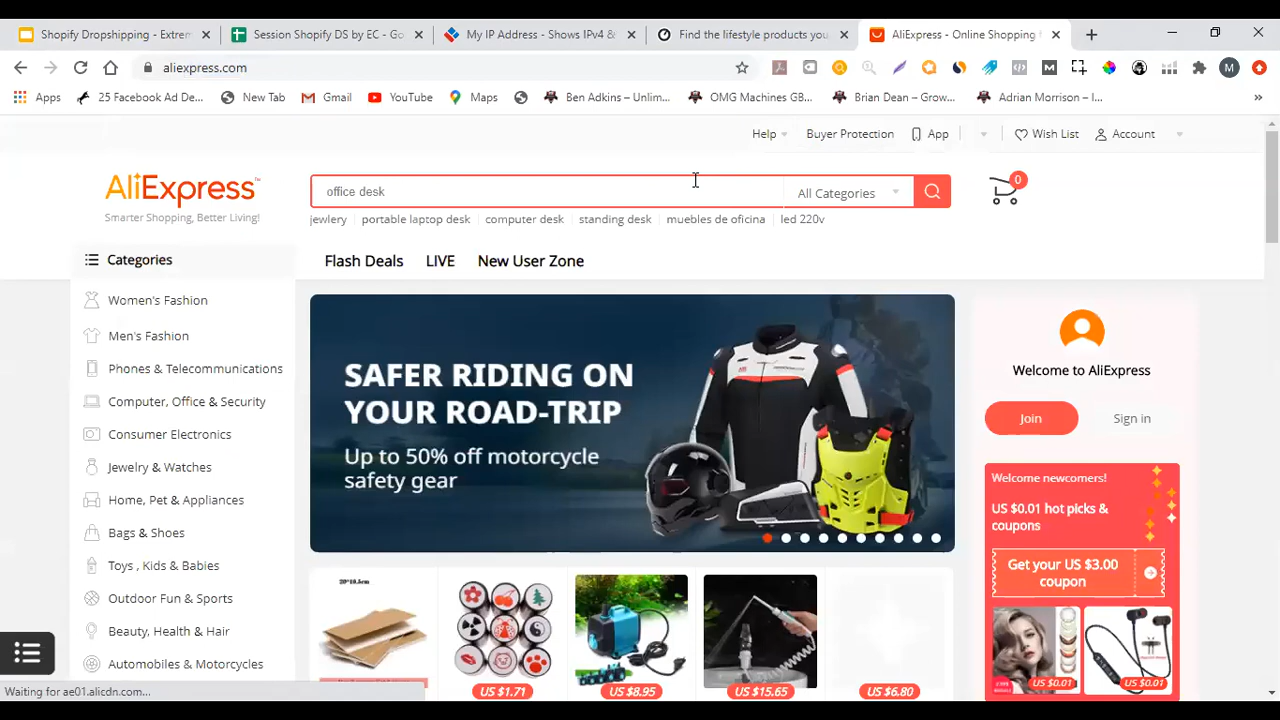 Shopify Dropshipping - Exter
Session Shopify DS by EC - Go
My IP Address - Shows IPv4 &
Find the lifestyle products you
AliExpress - Online Shopping f
aliexpress.com
Apps
25 Facebook Ad De...
New Tab
Gmail
YouTube
Maps
Ben Adkins – Unlim...
OMG Machines GB...
Brian Dean – Grow...
Adrian Morrison – I...
»
Help
Buyer Protection
App
Wish List
Account
AliExpress
Smarter Shopping, Better Living!
office desk
All Categories
0
jewlery
portable laptop desk
computer desk
standing desk
muebles de oficina
led 220v
Categories
Flash Deals
LIVE
New User Zone
Women's Fashion
Men's Fashion
Phones & Telecommunications
Computer, Office & Security
Consumer Electronics
Jewelry & Watches
Home, Pet & Appliances
Bags & Shoes
Toys , Kids & Babies
Outdoor Fun & Sports
Beauty, Health & Hair
Automobiles & Motorcycles
SAFER RIDING ON
YOUR ROAD-TRIP
Up to 50% off motorcycle
safety gear
Welcome to AliExpress
Join
Sign in
Welcome newcomers!
US $0.01 hot picks &
coupons
Get your US $3.00
coupon
US $0.01
US $0.01
US $1.71
US $8.95
US $15.65
US $6.80
Waiting for ae01.alicdn.com...